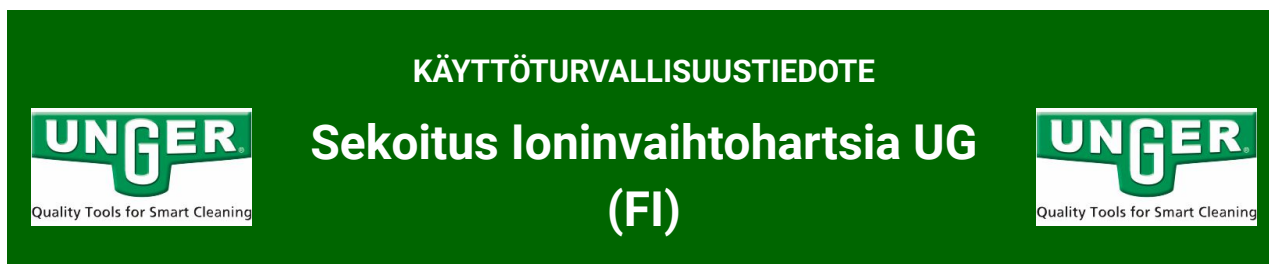 KÄYTTÖTURVALLISUUSTIEDOTE
UNGER®
Quality Tools for Smart Cleaning
Sekoitus Ioninvaihtohartsia UG
(FI)
UNGER®
Quality Tools for Smart Cleaning